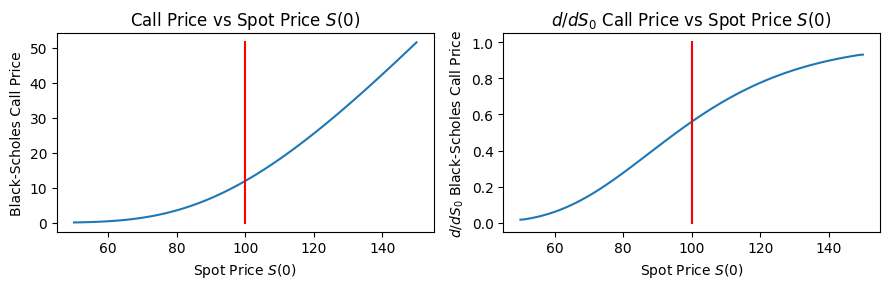 Call Price vs Spot Price S(0)
Black-Scholes Call Price
50
40
30
20
10
0
60 80 100 120 140
Spot Price S(0)
d/dS₀ Call Price vs Spot Price S(0)
d/dS₀ Black-Scholes Call Price
1.0
0.8
0.6
0.4
0.2
0.0
60 80 100 120 140
Spot Price S(0)